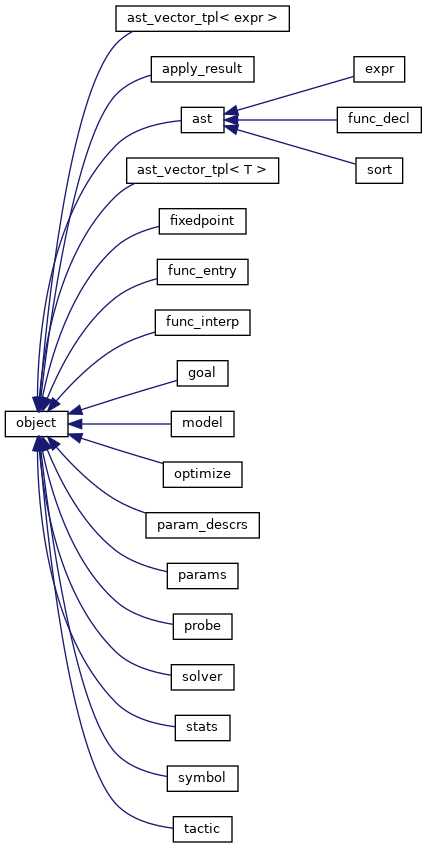 ast_vector_tpl< expr >
apply_result
ast
expr
func_decl
sort
ast_vector_tpl< T >
fixedpoint
func_entry
func_interp
goal
object
model
optimize
param_descrs
params
probe
solver
stats
symbol
tactic